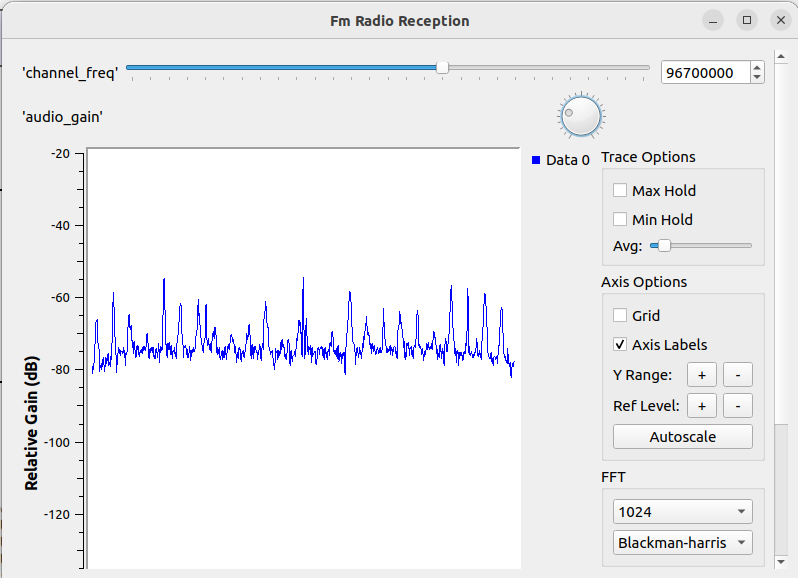 Fm Radio Reception
'channel_freq'
96700000
'audio_gain'
Data 0
Trace Options
Max Hold
Min Hold
Avg:
Axis Options
Grid
Axis Labels
Y Range:
+
-
Ref Level:
+
-
Autoscale
FFT
1024
Blackman-harris
-20
-40
-60
-80
-100
-120
Relative Gain (dB)